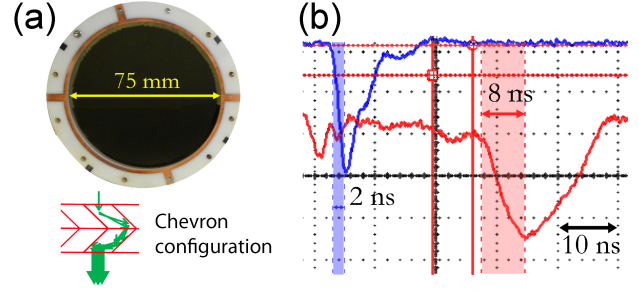 (a)
75 mm
Chevron
configuration
(b)
8 ns
2 ns
10 ns